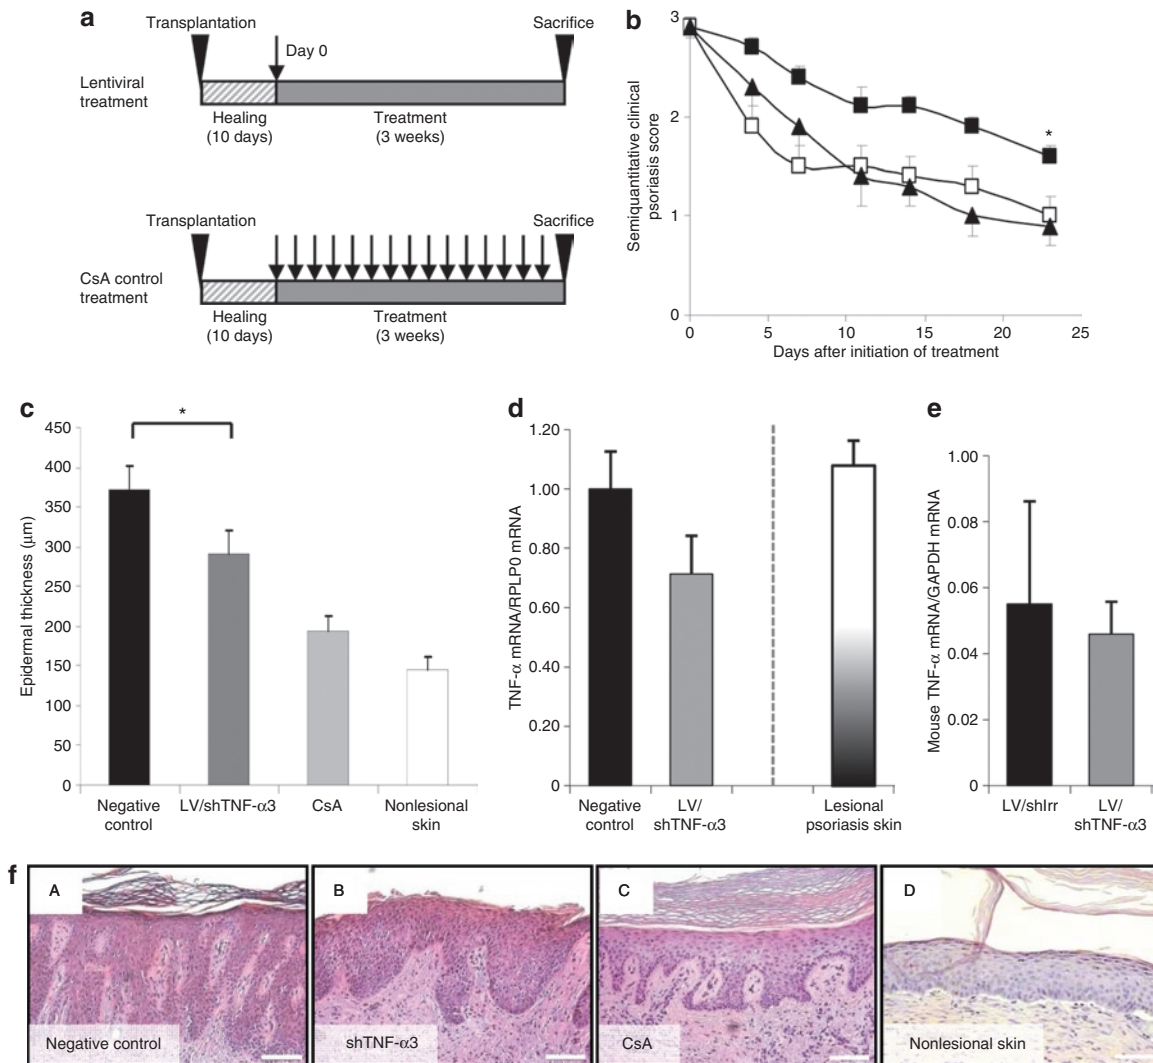 a
Transplantation
Sacrifice
Day 0
Lentiviral
treatment
Healing
(10 days)
Treatment
(3 weeks)
Transplantation
Sacrifice
CsA control
treatment
Healing
(10 days)
Treatment
(3 weeks)
b
3
2
1
0
Semiquantitative clinical
psoriasis score
*
0 5 10 15 20 25
Days after initiation of treatment
c
450
400
350
300
250
200
150
100
50
0
Epidermal thickness (μm)
*
Negative
control
LV/shTNF-α3
CsA
Nonlesional
skin
d
1.20
1.00
0.80
0.60
0.40
0.20
0
TNF-α mRNA/RPLP0 mRNA
Negative
control
LV/
shTNF-α3
Lesional
psoriasis skin
e
1.00
0.08
0.06
0.04
0.02
0
Mouse TNF-α mRNA/GAPDH mRNA
LV/shIrr
LV/
shTNF-α3
f
A
Negative control
B
shTNF-α3
C
CsA
D
Nonlesional skin